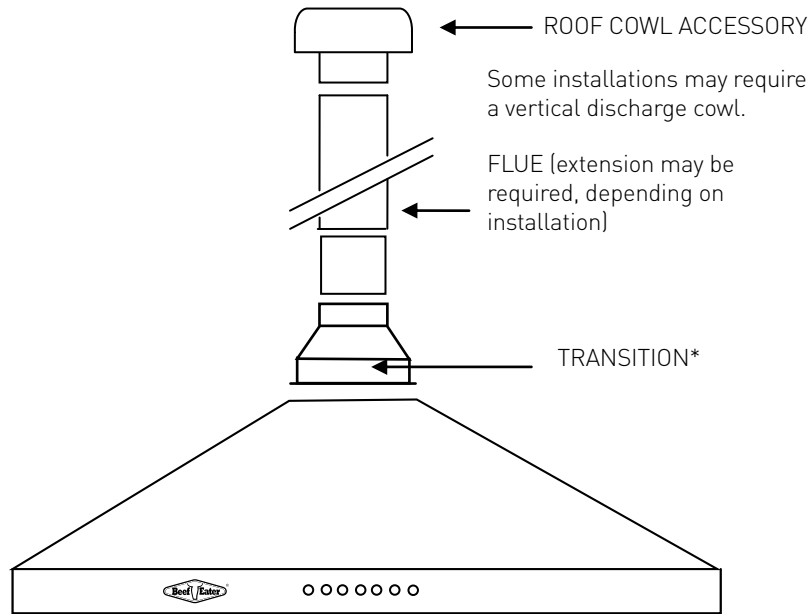 ROOF COWL ACCESSORY
Some installations may require
a vertical discharge cowl.
FLUE (extension may be
required, depending on
installation)
TRANSITION*
Beef Eater